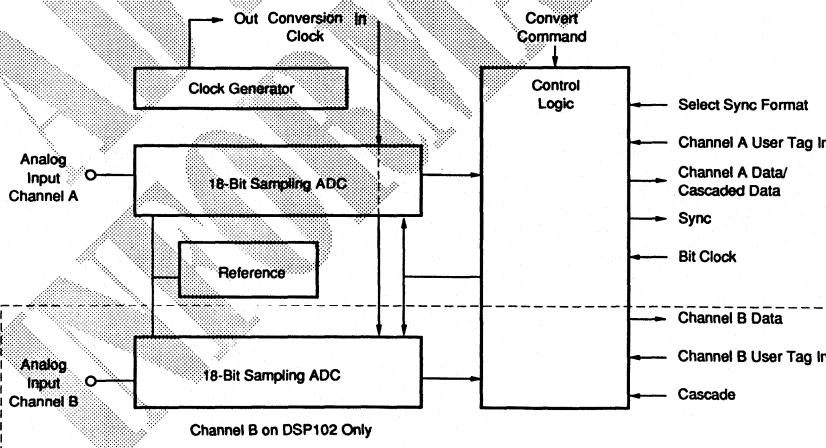 Out Conversion In
Clock
Convert
Command
Clock Generator
Control
Logic
Select Sync Format
Channel A User Tag In
Analog
Input
Channel A
18-Bit Sampling ADC
Channel A Data/
Cascaded Data
Sync
Reference
Bit Clock
Channel B Data
Analog
Input
Channel B
18-Bit Sampling ADC
Channel B User Tag In
Cascade
Channel B on DSP102 Only